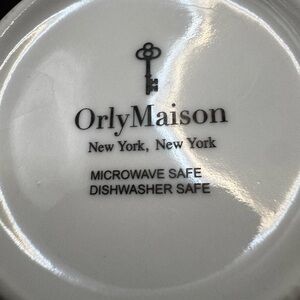 OrlyMaison
New York, New York
MICROWAVE SAFE
DISHWASHER SAFE